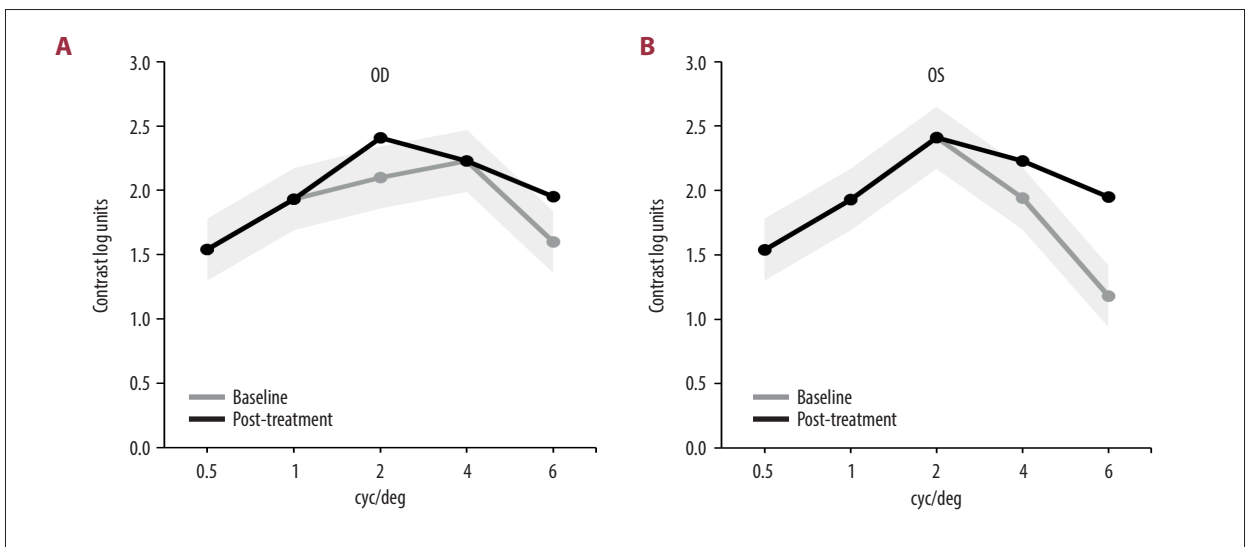 A
OD
3.0
2.5
2.0
1.5
1.0
0.5
0.0
Contrast log units
Baseline
Post-treatment
0.5 1 2 4 6
cyc/deg
B
OS
3.0
2.5
2.0
1.5
1.0
0.5
0.0
Contrast log units
Baseline
Post-treatment
0.5 1 2 4 6
cyc/deg